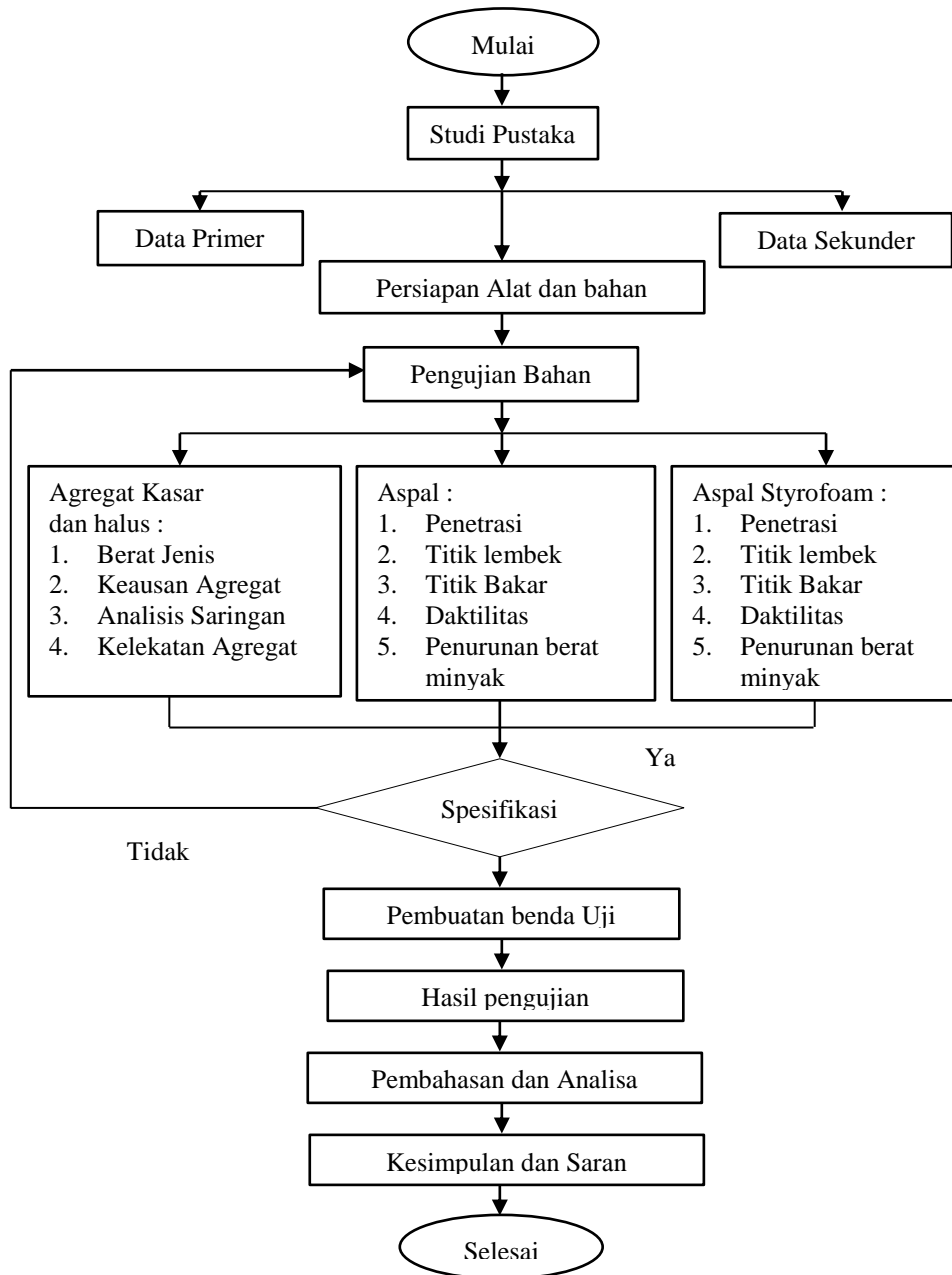 Mulai
Studi Pustaka
Data Primer
Data Sekunder
Persiapan Alat dan bahan
Pengujian Bahan
Agregat Kasar
dan halus :
1. Berat Jenis
2. Keausan Agregat
3. Analisis Saringan
4. Kelekatan Agregat
Aspal :
1. Penetrasi
2. Titik lembek
3. Titik Bakar
4. Daktilitas
5. Penurunan berat
minyak
Aspal Styrofoam :
1. Penetrasi
2. Titik lembek
3. Titik Bakar
4. Daktilitas
5. Penurunan berat
minyak
Ya
Spesifikasi
Tidak
Pembuatan benda Uji
Hasil pengujian
Pembahasan dan Analisa
Kesimpulan dan Saran
Selesai